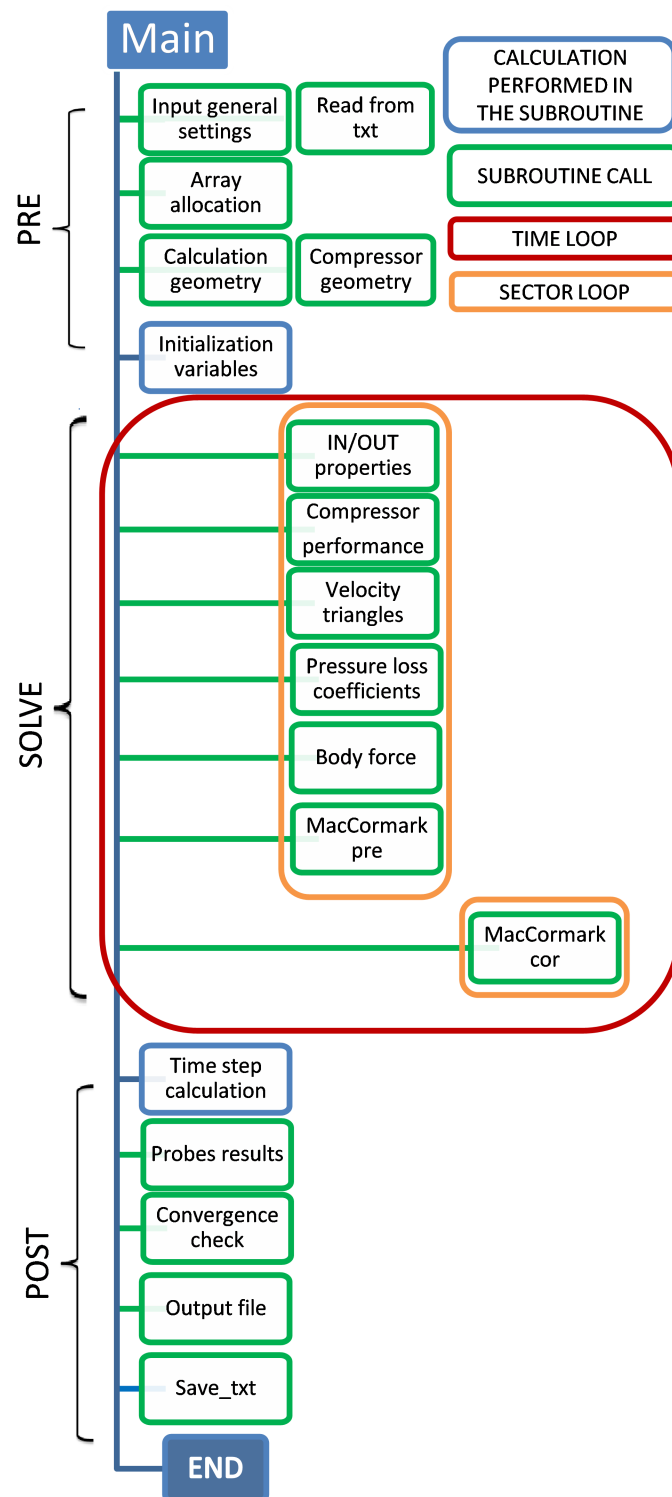 Main
CALCULATION
PERFORMED IN
THE SUBROUTINE
SUBROUTINE CALL
TIME LOOP
SECTOR LOOP
PRE
Input general
settings
Read from
txt
Array
allocation
Calculation
geometry
Compressor
geometry
Initialization
variables
SOLVE
IN/OUT
properties
Compressor
performance
Velocity
triangles
Pressure loss
coefficients
Body force
MacCormark
pre
MacCormark
cor
POST
Time step
calculation
Probes results
Convergence
check
Output file
Save_txt
END